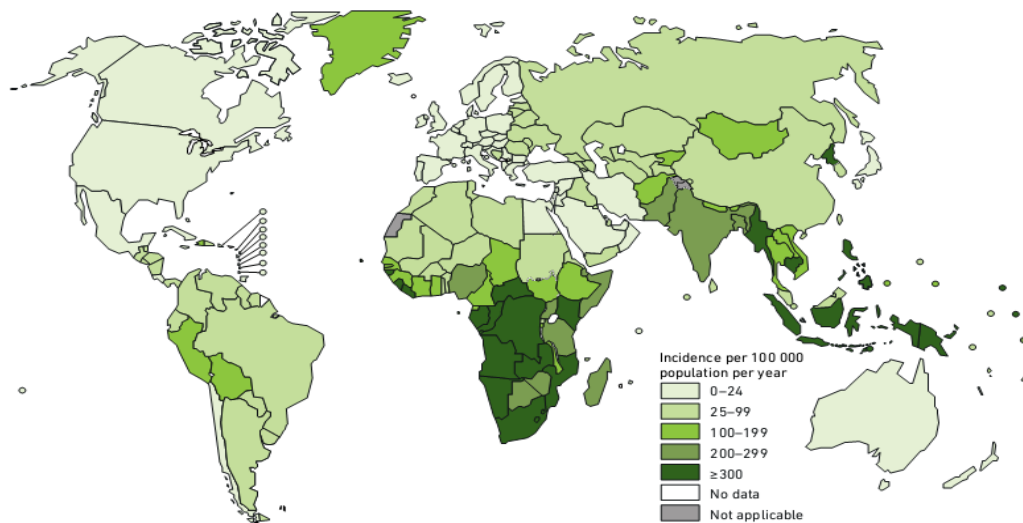 Incidence per 100 000
population per year
0–24
25–99
100–199
200–299
≥300
No data
Not applicable